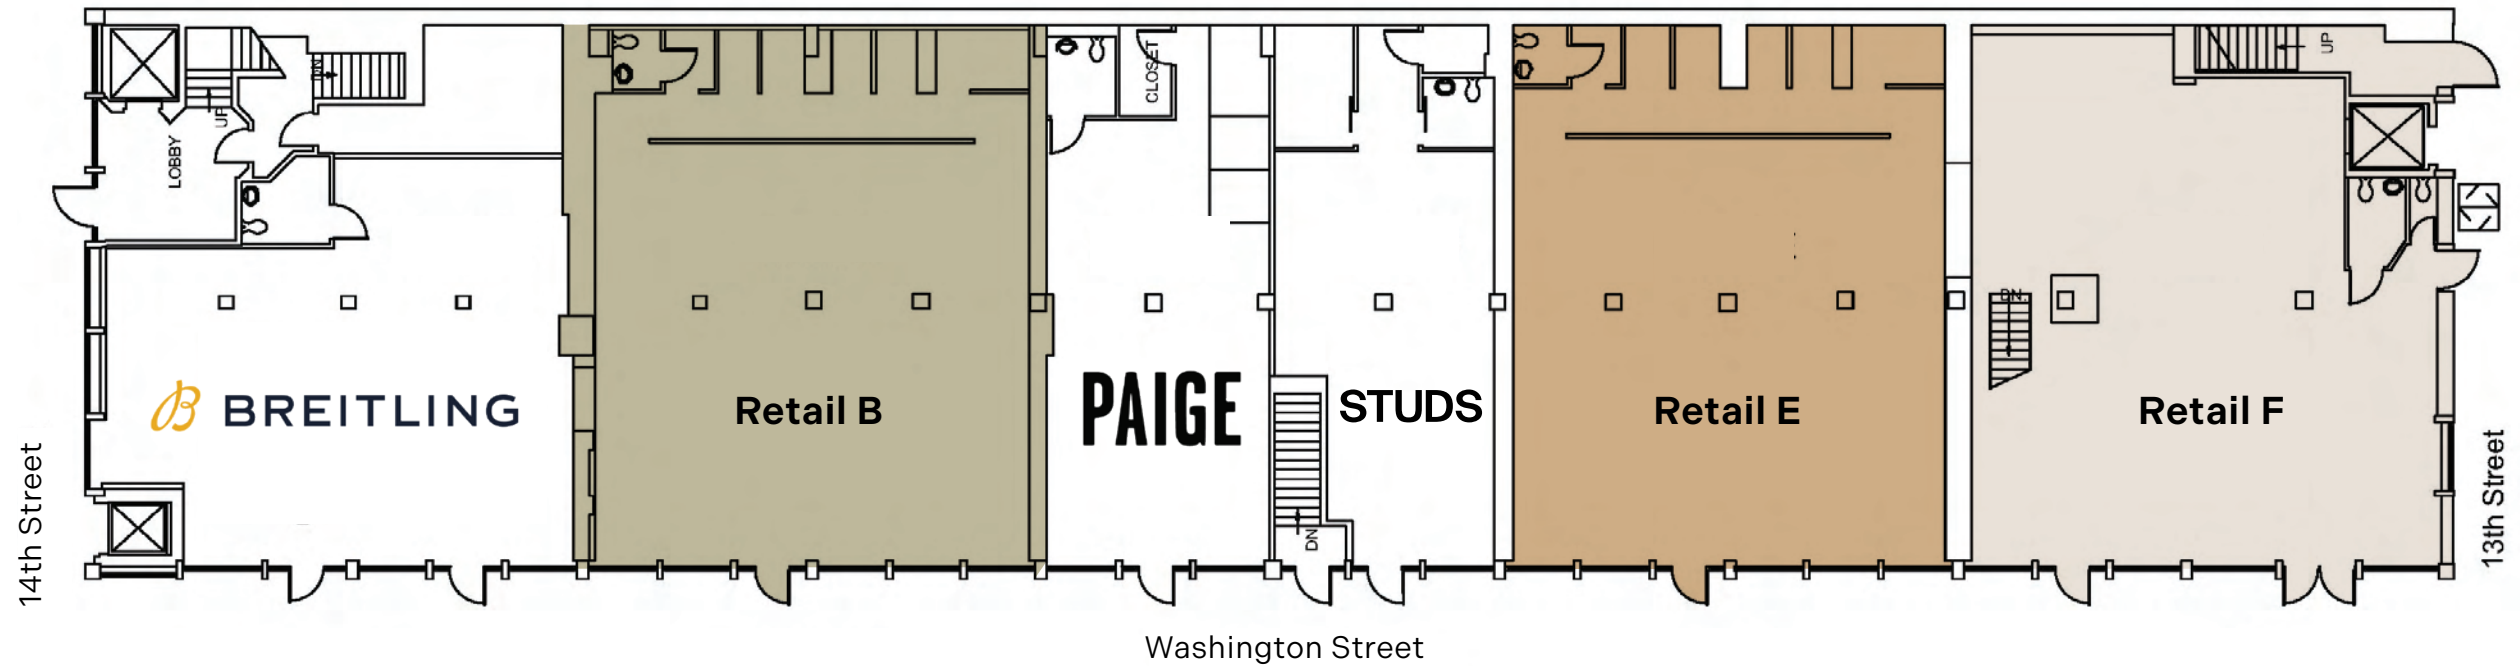 DN
UP
LOBBY
CLOSET
UP
DN
BREITLING
Retail B
PAIGE
STUDS
Retail E
Retail F
DN
14th Street
13th Street
Washington Street